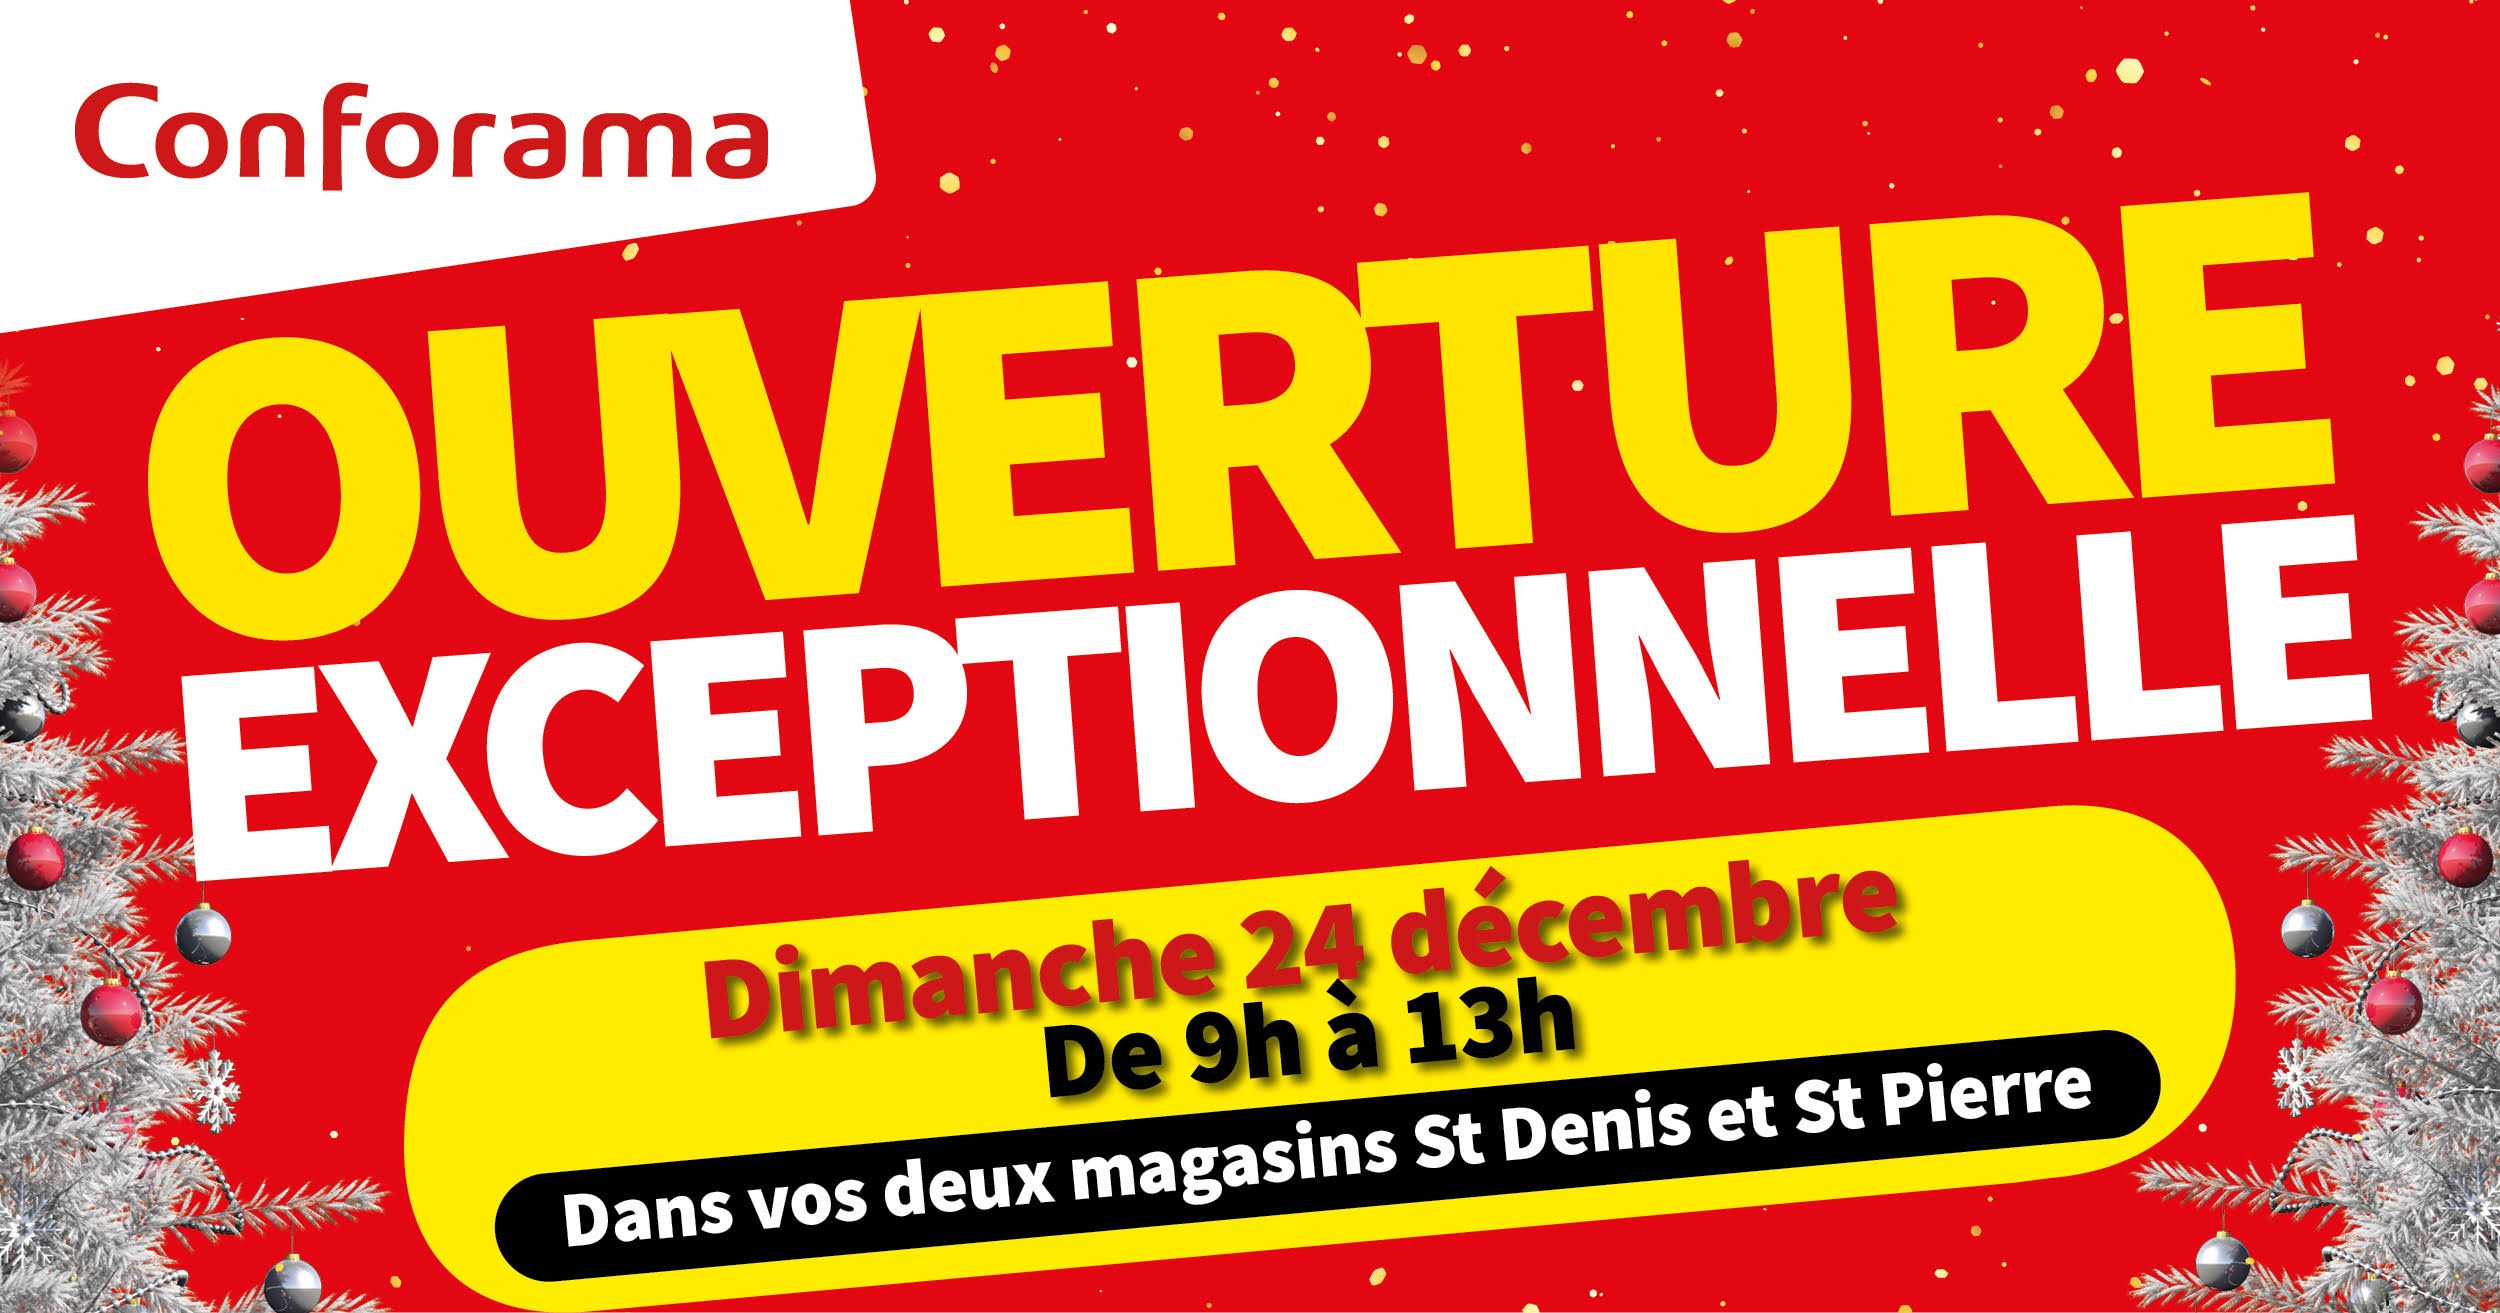 Conforama
OUVERTURE
EXCEPTIONNELLE
Dimanche 24 décembre
De 9h à 13h
Dans vos deux magasins St Denis et St Pierre